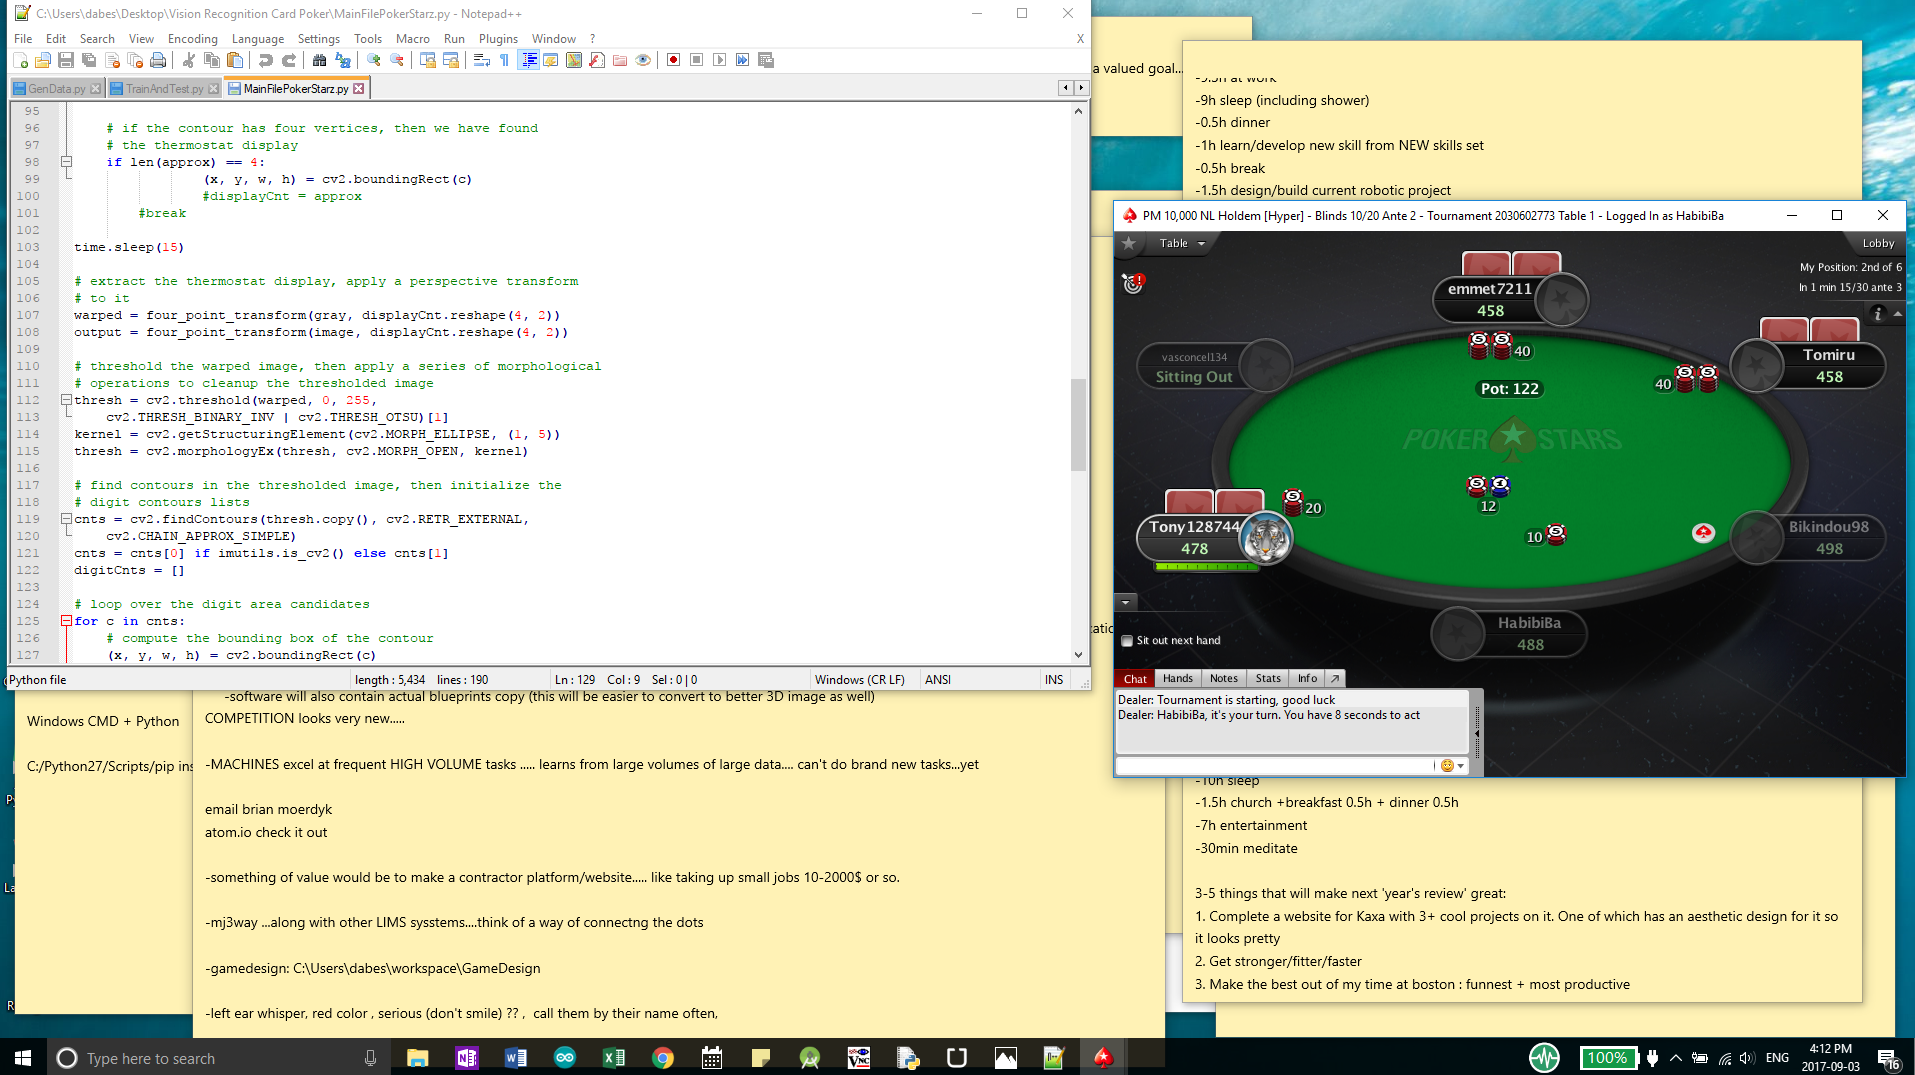 C:\Users\dabes\Desktop\Vision Recognition Card Poker\MainFilePokerStarz.py - Notepad++
File Edit Search View Encoding Language Settings Tools Macro Run Plugins Window ? X
GenData.py TrainAndTest.py MainFilePokerStarz.py
95
96 # if the contour has four vertices, then we have found
97 # the thermostat display
98 if len(approx) == 4:
99 (x, y, w, h) = cv2.boundingRect(c)
100 #displayCnt = approx
101 #break
102
103 time.sleep(15)
104
105 # extract the thermostat display, apply a perspective transform
106 # to it
107 warped = four_point_transform(gray, displayCnt.reshape(4, 2))
108 output = four_point_transform(image, displayCnt.reshape(4, 2))
109
110 # threshold the warped image, then apply a series of morphological
111 # operations to cleanup the thresholded image
112 thresh = cv2.threshold(warped, 0, 255,
113 cv2.THRESH_BINARY_INV | cv2.THRESH_OTSU)[1]
114 kernel = cv2.getStructuringElement(cv2.MORPH_ELLIPSE, (1, 5))
115 thresh = cv2.morphologyEx(thresh, cv2.MORPH_OPEN, kernel)
116
117 # find contours in the thresholded image, then initialize the
118 # digit contours lists
119 cnts = cv2.findContours(thresh.copy(), cv2.RETR_EXTERNAL,
120 cv2.CHAIN_APPROX_SIMPLE)
121 cnts = cnts[0] if imutils.is_cv2() else cnts[1]
122 digitCnts = []
123
124 # loop over the digit area candidates
125 for c in cnts:
126 # compute the bounding box of the contour
127 (x, y, w, h) = cv2.boundingRect(c)
Python file length : 5,434 lines : 190 Ln : 129 Col : 9 Sel : 0 | 0 Windows (CR LF) ANSI INS
a valued goal...
-9.5h at work
-9h sleep (including shower)
-0.5h dinner
-1h learn/develop new skill from NEW skills set
-0.5h break
-1.5h design/build current robotic project
PM 10,000 NL Holdem [Hyper] - Blinds 10/20 Ante 2 - Tournament 2030602773 Table 1 - Logged In as HabibiBa
Table Lobby
My Position: 2nd of 6
In 1 min 15/30 ante 3
emmet7211
458
Tomiru
458
vasconcel134
Sitting Out
40
40
Pot: 122
POKER STARS
12
20
10
Tony128744
478
Bikindou98
498
HabibiBa
488
Sit out next hand
Chat Hands Notes Stats Info
Dealer: Tournament is starting, good luck
Dealer: HabibiBa, it's your turn. You have 8 seconds to act
-10h sleep
-1.5h church +breakfast 0.5h + dinner 0.5h
-7h entertainment
-30min meditate
3-5 things that will make next 'year's review' great:
1. Complete a website for Kaxa with 3+ cool projects on it. One of which has an aesthetic design for it so
it looks pretty
2. Get stronger/fitter/faster
3. Make the best out of my time at boston : funnest + most productive
Windows CMD + Python
C:/Python27/Scripts/pip ins
-software will also contain actual blueprints copy (this will be easier to convert to better 3D image as well)
COMPETITION looks very new.....
-MACHINES excel at frequent HIGH VOLUME tasks ..... learns from large volumes of large data.... can't do brand new tasks...yet
email brian moerdyk
atom.io check it out
-something of value would be to make a contractor platform/website..... like taking up small jobs 10-2000$ or so.
-mj3way ...along with other LIMS sysstems....think of a way of connectng the dots
-gamedesign: C:\Users\dabes\workspace\GameDesign
-left ear whisper, red color , serious (don't smile) ?? , call them by their name often,
Type here to search
100% ENG 4:12 PM
2017-09-03
16